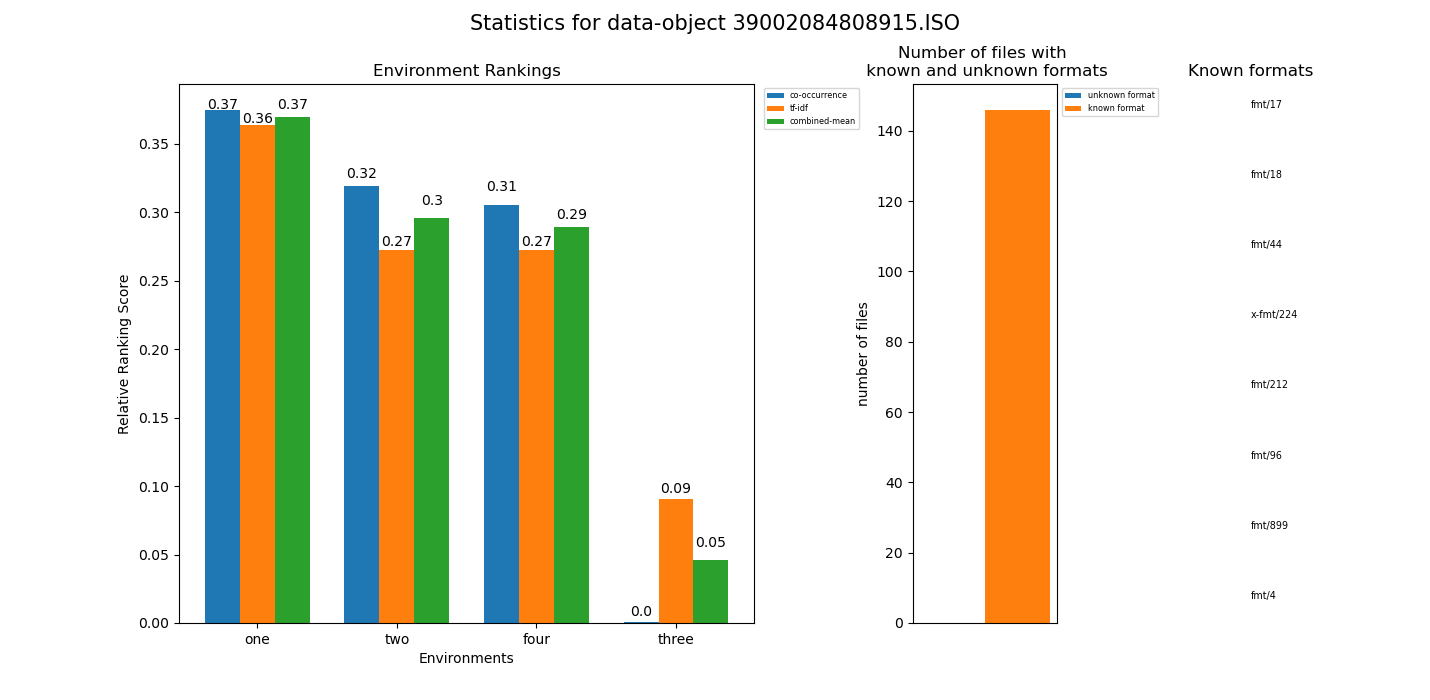 Statistics for data-object 39002084808915.ISO
Environment Rankings
Relative Ranking Score
0.35
0.30
0.25
0.20
0.15
0.10
0.05
0.00
0.37
0.36
0.37
0.32
0.27
0.3
0.31
0.27
0.29
0.0
0.09
0.05
one
two
four
three
Environments
co-occurrence
tf-idf
combined-mean
Number of files with
known and unknown formats
number of files
140
120
100
80
60
40
20
0
unknown format
known format
Known formats
fmt/17
fmt/18
fmt/44
x-fmt/224
fmt/212
fmt/96
fmt/899
fmt/4